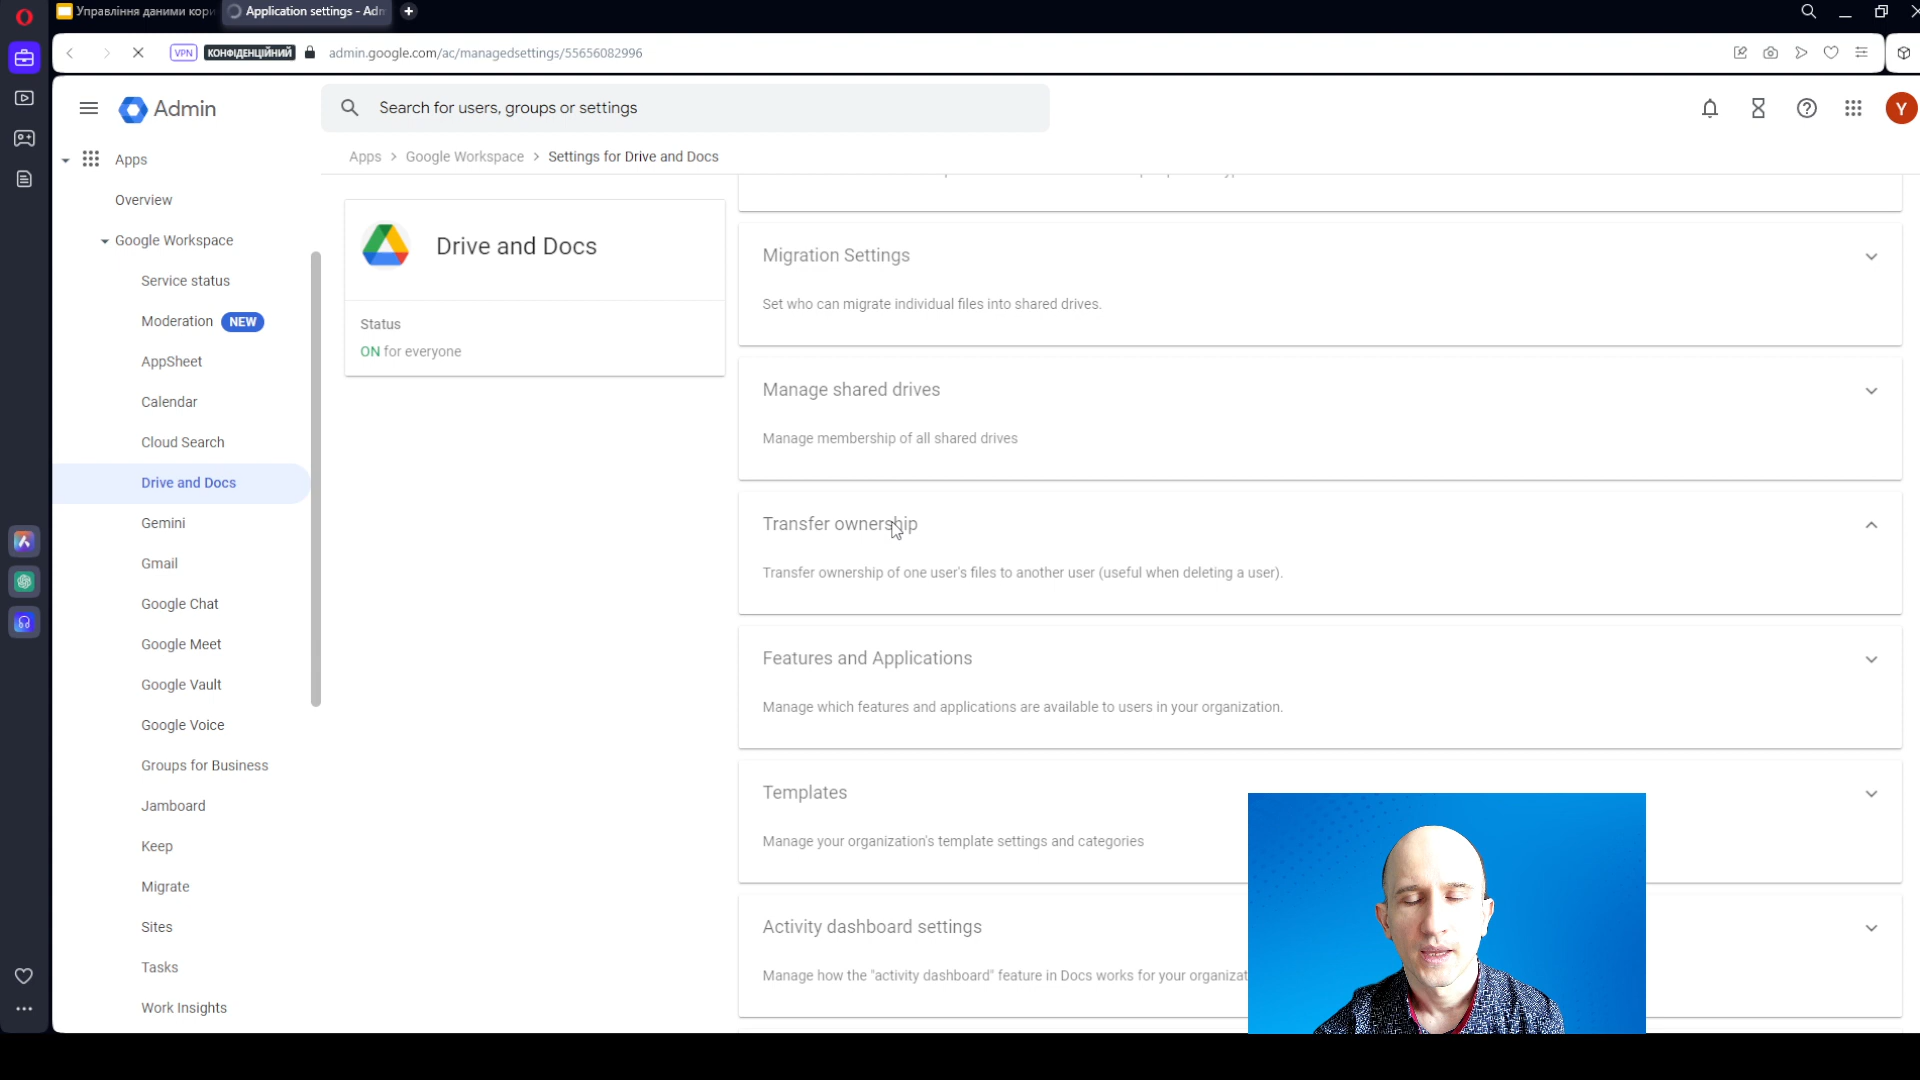 Управління даними кори
Application settings - Adm
VPN
КОНФІДЕНЦІЙНИЙ
admin.google.com/ac/managedsettings/55656082996
Admin
Search for users, groups or settings
Y
Apps
Overview
Google Workspace
Service status
Moderation NEW
AppSheet
Calendar
Cloud Search
Drive and Docs
Gemini
Gmail
Google Chat
Google Meet
Google Vault
Google Voice
Groups for Business
Jamboard
Keep
Migrate
Sites
Tasks
Work Insights
Apps > Google Workspace > Settings for Drive and Docs
Drive and Docs
Status
ON for everyone
Migration Settings
Set who can migrate individual files into shared drives.
Manage shared drives
Manage membership of all shared drives
Transfer ownership
Transfer ownership of one user's files to another user (useful when deleting a user).
Features and Applications
Manage which features and applications are available to users in your organization.
Templates
Manage your organization's template settings and categories
Activity dashboard settings
Manage how the "activity dashboard" feature in Docs works for your organizat